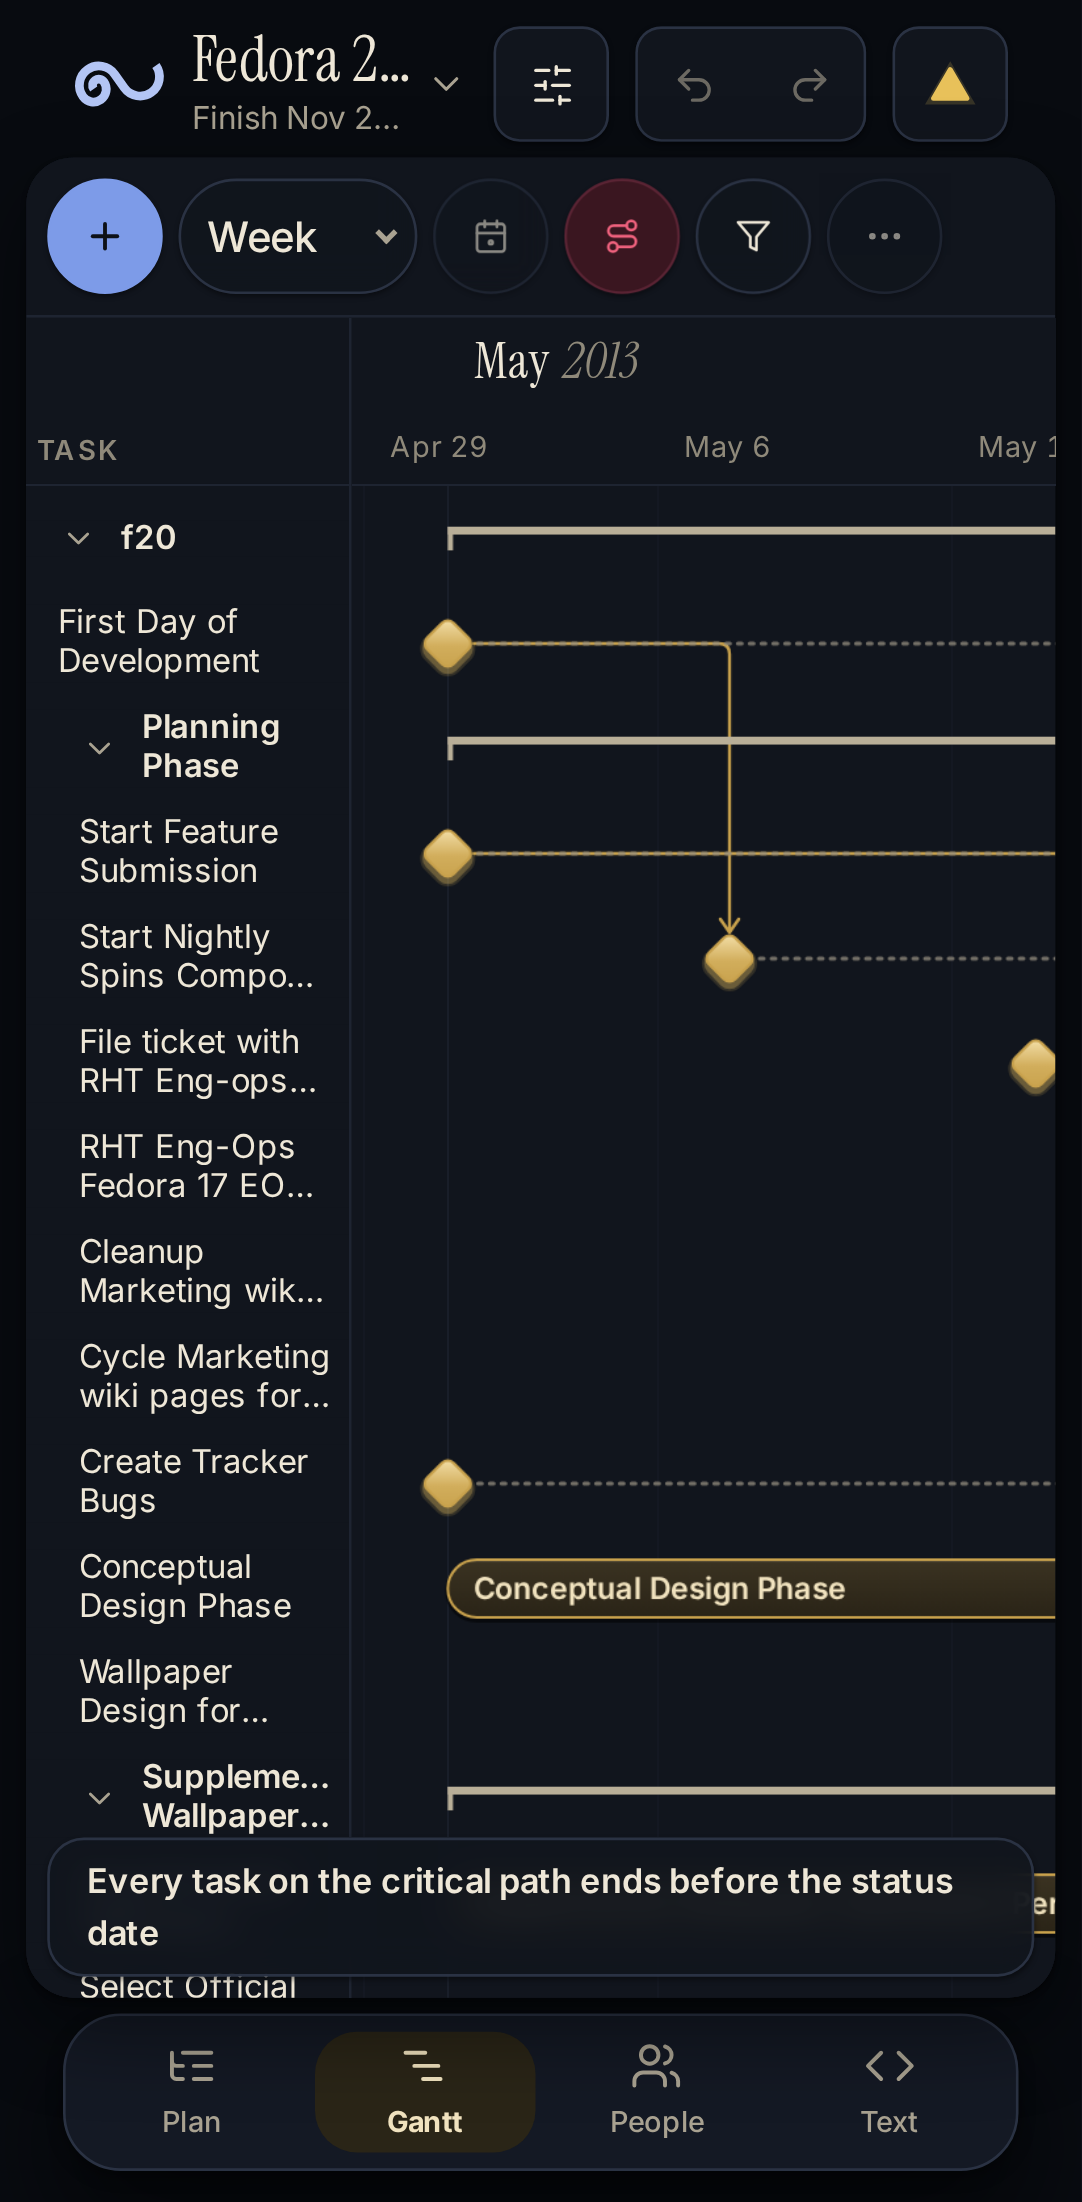 Fedora 2...
Finish Nov 2...
Week
May 2013
TASK
Apr 29
May 6
May 1
f20
First Day of
Development
Planning
Phase
Start Feature
Submission
Start Nightly
Spins Compo...
File ticket with
RHT Eng-ops...
RHT Eng-Ops
Fedora 17 EO...
Cleanup
Marketing wik...
Cycle Marketing
wiki pages for...
Create Tracker
Bugs
Conceptual
Design Phase
Conceptual Design Phase
Wallpaper
Design for...
Suppleme...
Wallpaper...
Every task on the critical path ends before the status
date
Per
Select Official
Plan
Gantt
People
Text